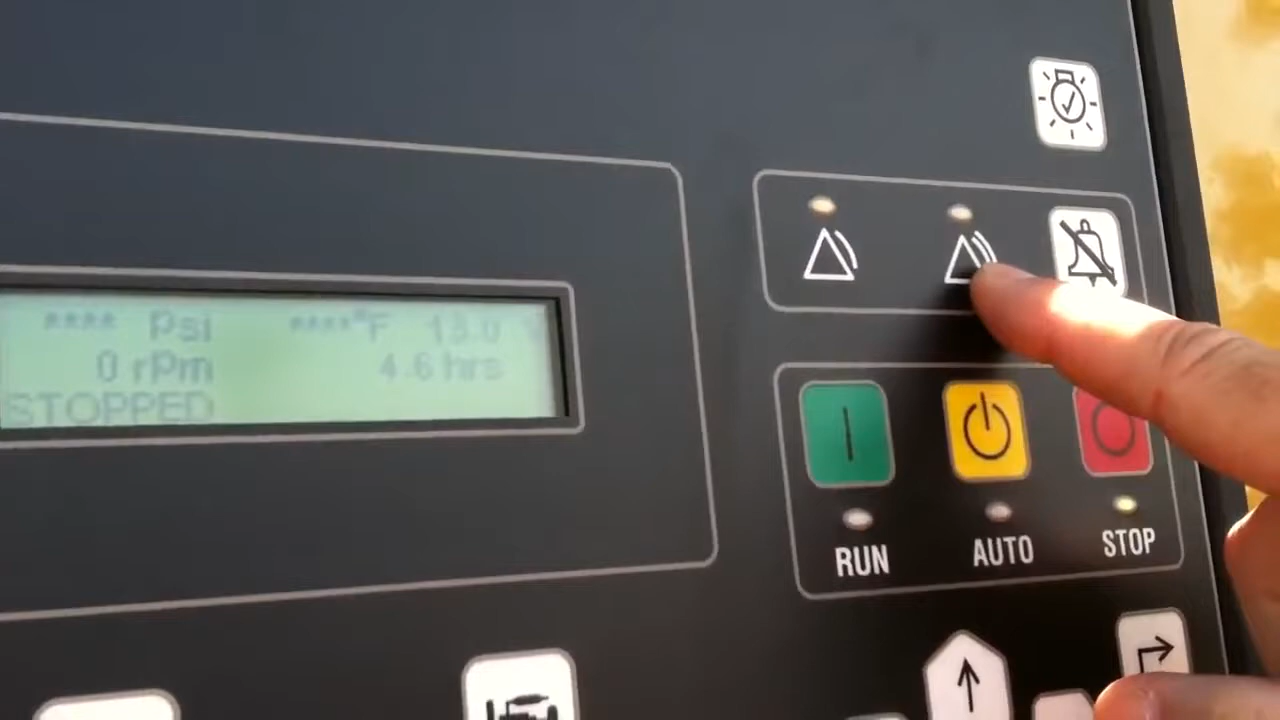 **** Psi ****°F 13.0
0 rPm 4.6 hrs
STOPPED
RUN AUTO STOP